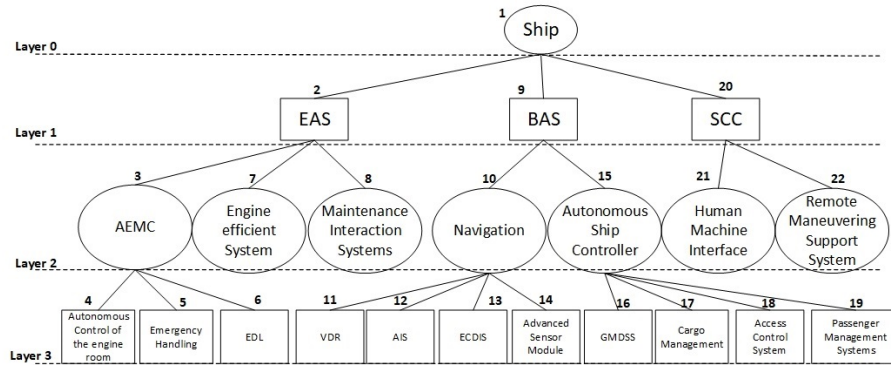 1
Ship
Layer 0
2
9
20
EAS
BAS
SCC
Layer 1
3
7
8
10
15
21
22
AEMC
Engine
efficient
System
Maintenance
Interaction
Systems
Navigation
Autonomous
Ship
Controller
Human
Machine
Interface
Remote
Maneuvering
Support
System
Layer 2
4
5
6
11
12
13
14
16
17
18
19
Autonomous
Control of
the engine
room
Emergency
Handling
EDL
VDR
AIS
ECDIS
Advanced
Sensor
Module
GMDSS
Cargo
Management
Access
Control
System
Passenger
Management
Systems
Layer 3